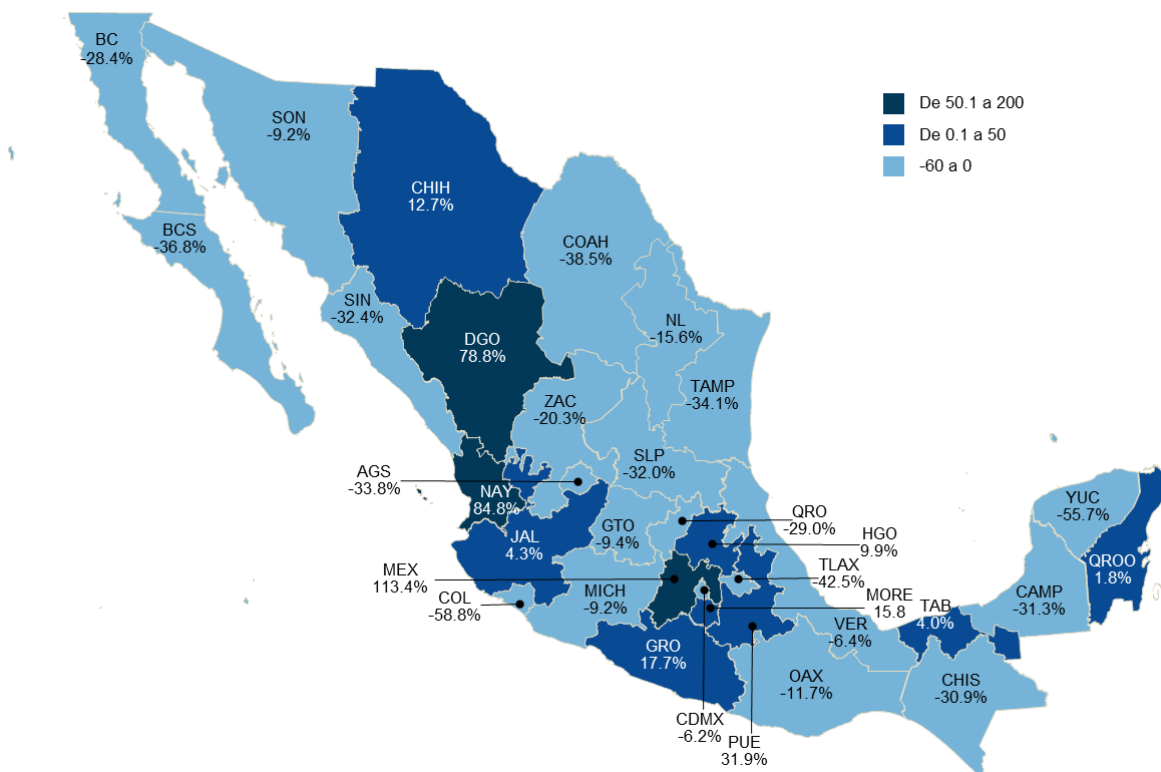 BC
-28.4%
SON
-9.2%
De 50.1 a 200
De 0.1 a 50
-60 a 0
CHIH
12.7%
BCS
-36.8%
COAH
-38.5%
SIN
-32.4%
NL
-15.6%
DGO
78.8%
TAMP
-34.1%
ZAC
-20.3%
SLP
-32.0%
AGS
-33.8%
NAY
84.8%
YUC
-55.7%
QRO
-29.0%
GTO
-9.4%
JAL
4.3%
HGO
9.9%
QROO
1.8%
MEX
113.4%
TLAX
-42.5%
COL
-58.8%
MICH
-9.2%
MORE
15.8
TAB
4.0%
CAMP
-31.3%
VER
-6.4%
GRO
17.7%
OAX
-11.7%
CHIS
-30.9%
CDMX
-6.2%
PUE
31.9%